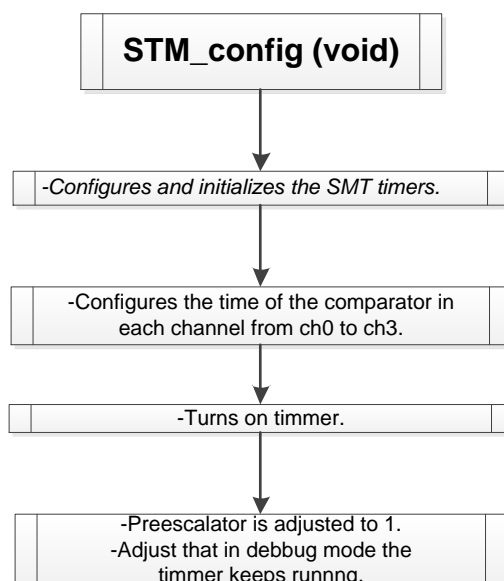 STM_config (void)
-Configures and initializes the SMT timers.
-Configures the time of the comparator in
each channel from ch0 to ch3.
-Turns on timmer.
-Preescalator is adjusted to 1.
-Adjust that in debbug mode the
timmer keeps runnng.